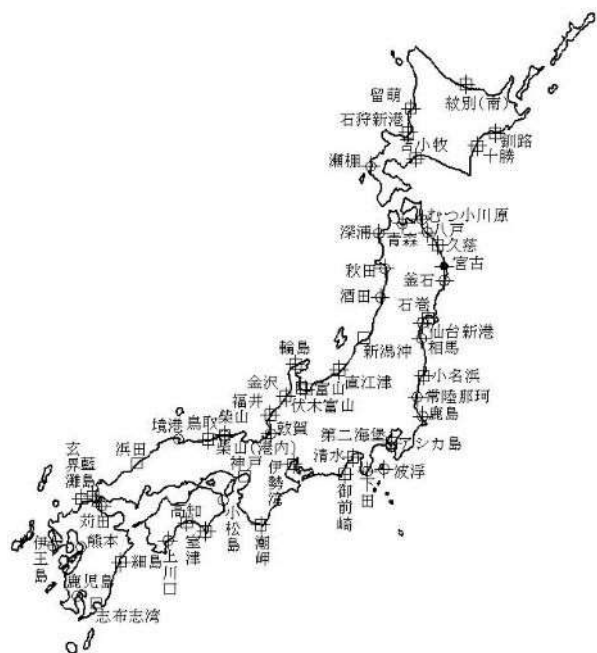 留萌
紋別(南)
石狩新港
苫小牧
釧路
十勝
瀬棚
むつ小川原
八戸
深浦
青森
久慈
宮古
秋田
釜石
酒田
石巻
仙台新港
相馬
新潟沖
輪島
直江津
小名浜
金沢
富山
伏木富山
常陸那珂
福井
鹿島
柴山
鳥取
境港
敦賀
第二海堡
アシカ島
浜田
柴山(港内)
清水
神戸
伊勢湾
波浮
下田
御前崎
玄界灘
藍島
苅田
高知
小松島
室津
潮岬
伊王島
熊本
上川口
細島
鹿児島
志布志湾